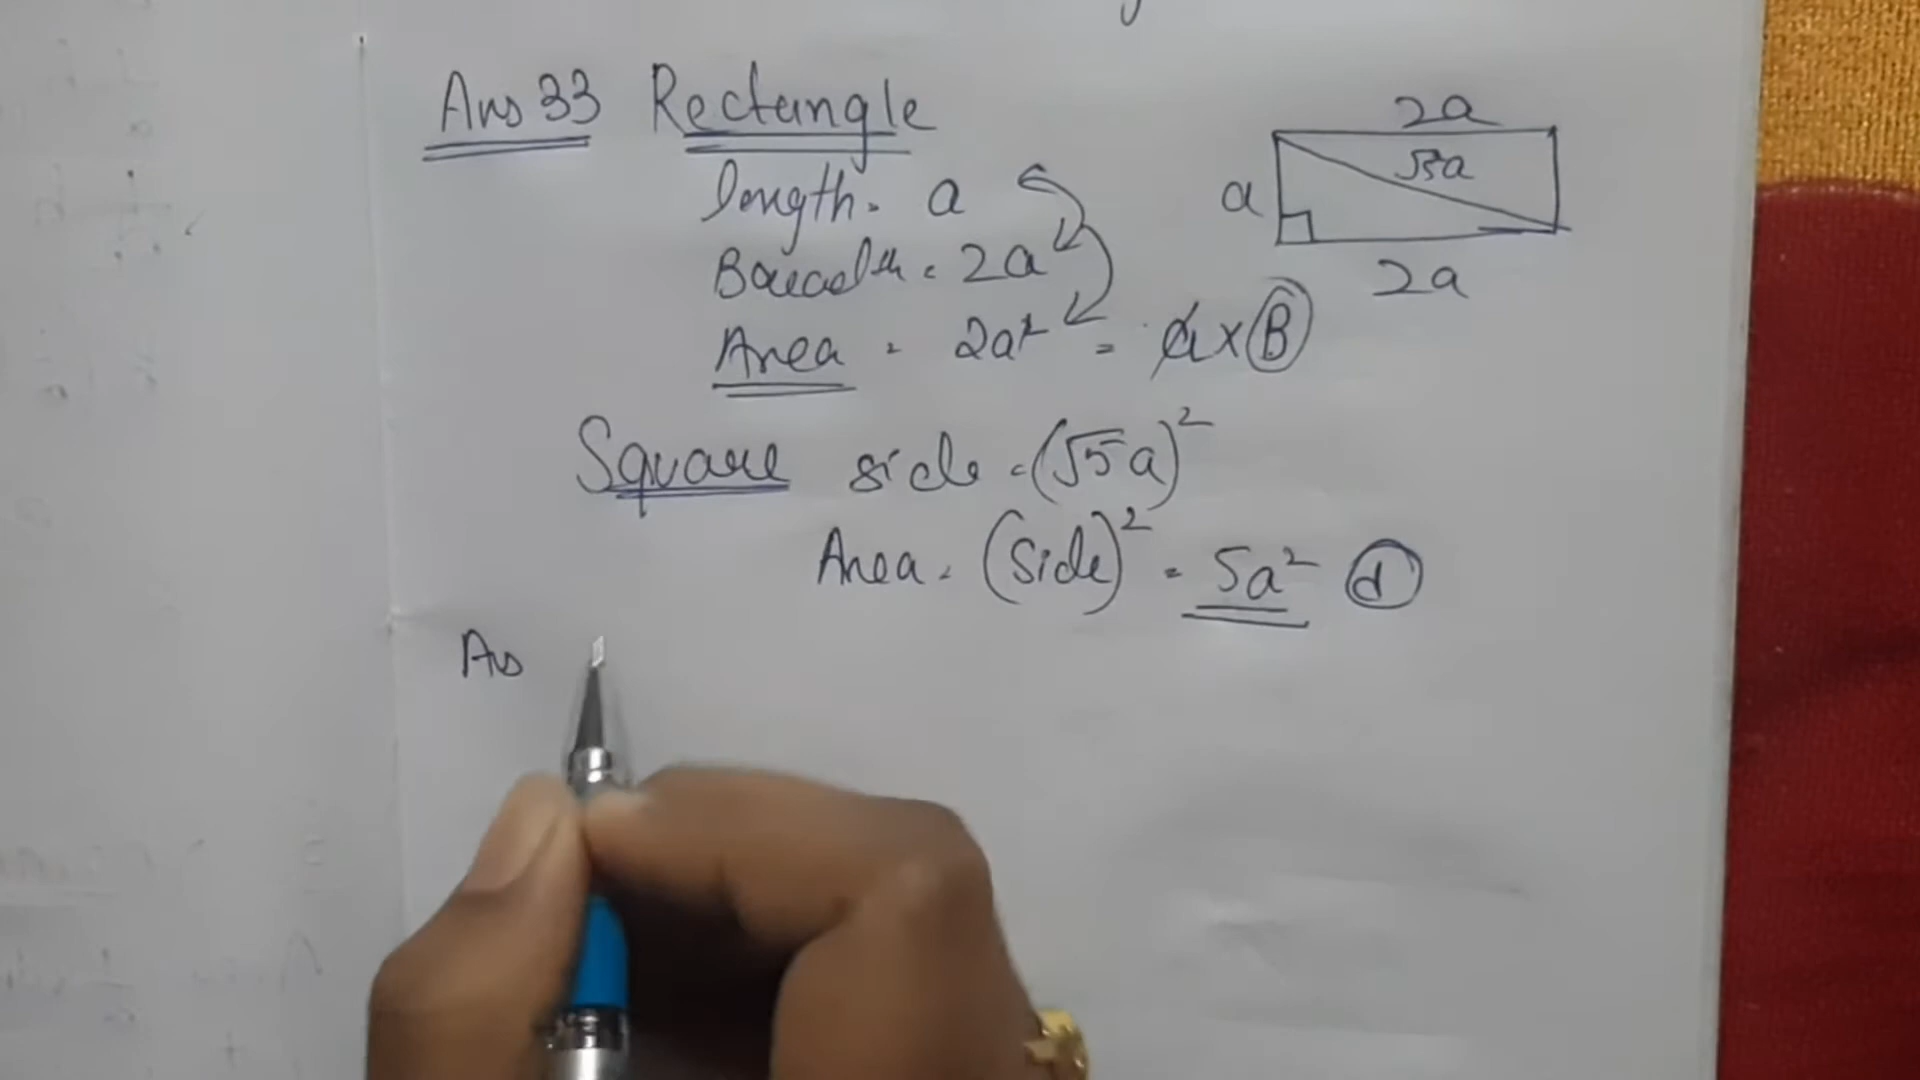 Ans 33 Rectangle
2a
length = a
√5a
a
Breadth = 2a
2a
Area = 2a² = a × B
Square side = (√5a)²
Area = (Side)² = 5a² d
Ans